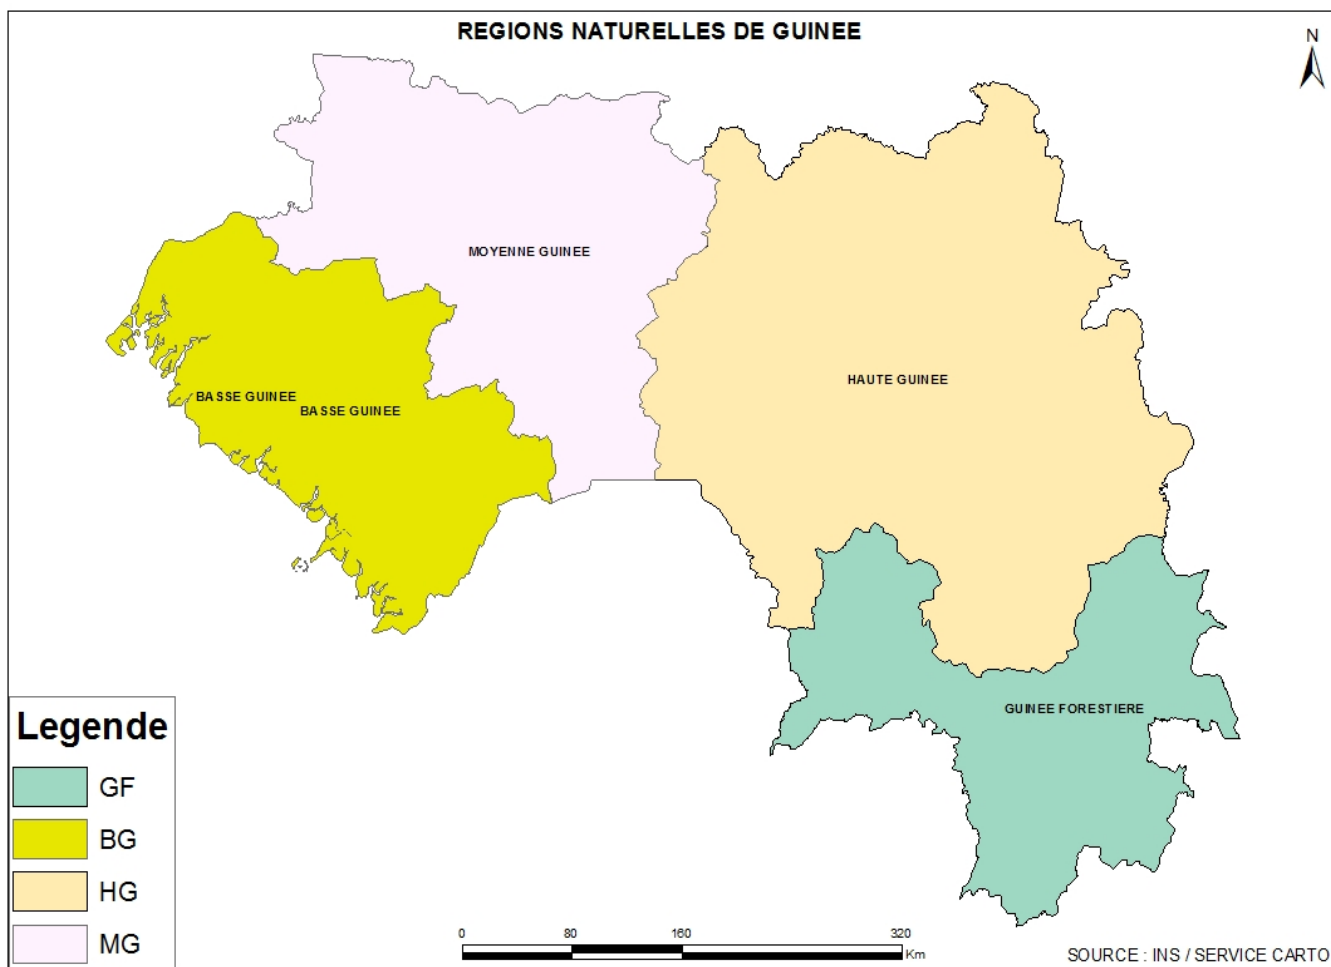 REGIONS NATURELLES DE GUINEE
N
MOYENNE GUINEE
HAUTE GUINEE
BASSE GUINEE
BASSE GUINEE
GUINEE FORESTIERE
Legende
GF
BG
HG
MG
0 80 160 320
Km
SOURCE : INS / SERVICE CARTO